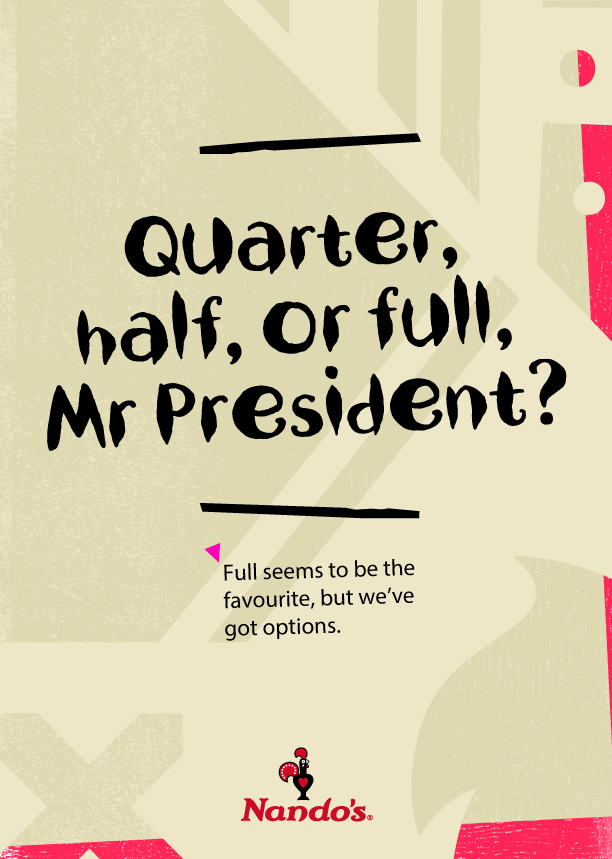 Quarter,
half, or full,
Mr President?
Full seems to be the
favourite, but we've
got options.
Nando's®